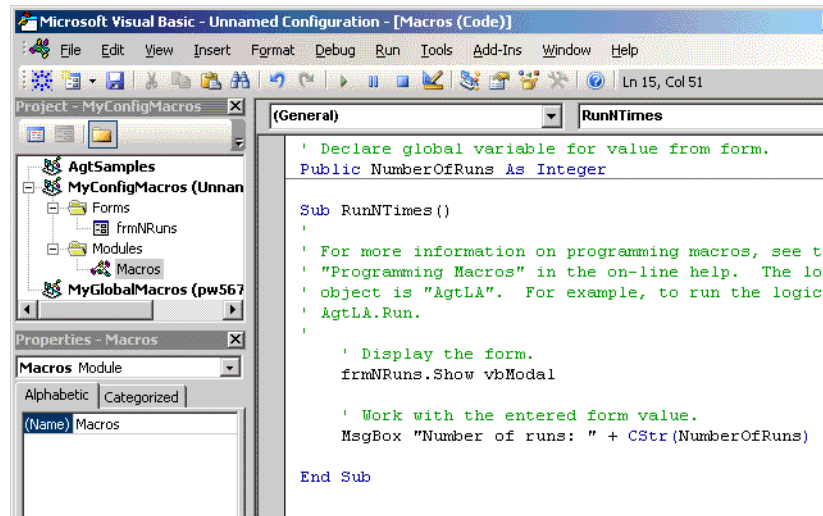 Microsoft Visual Basic - Unnamed Configuration - [Macros (Code)]
File Edit View Insert Format Debug Run Tools Add-Ins Window Help
Ln 15, Col 51
Project - MyConfigMacros
AgtSamples
MyConfigMacros (Unnan
Forms
frmNRuns
Modules
Macros
MyGlobalMacros (pw567
Properties - Macros
Macros Module
Alphabetic Categorized
(Name) Macros
(General) RunNTimes
' Declare global variable for value from form.
Public NumberOfRuns As Integer
Sub RunNTimes()
'
' For more information on programming macros, see t
' "Programming Macros" in the on-line help. The lo
' object is "AgtLA". For example, to run the logic
' AgtLA.Run.
'
' Display the form.
frmNRuns.Show vbModal
' Work with the entered form value.
MsgBox "Number of runs: " + CStr(NumberOfRuns)
End Sub